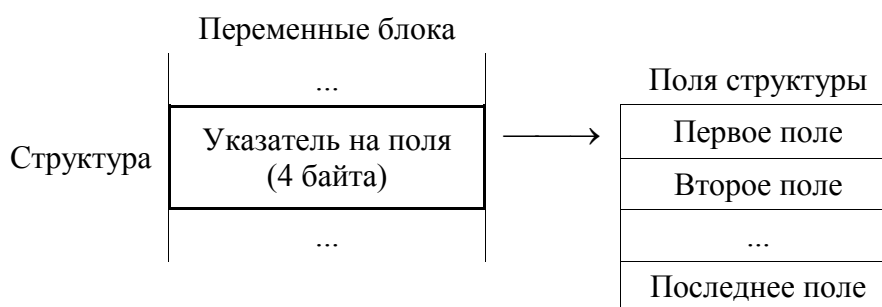 Переменные блока
...
Поля структуры
Структура
Указатель на поля
(4 байта)
Первое поле
Второе поле
...
...
Последнее поле